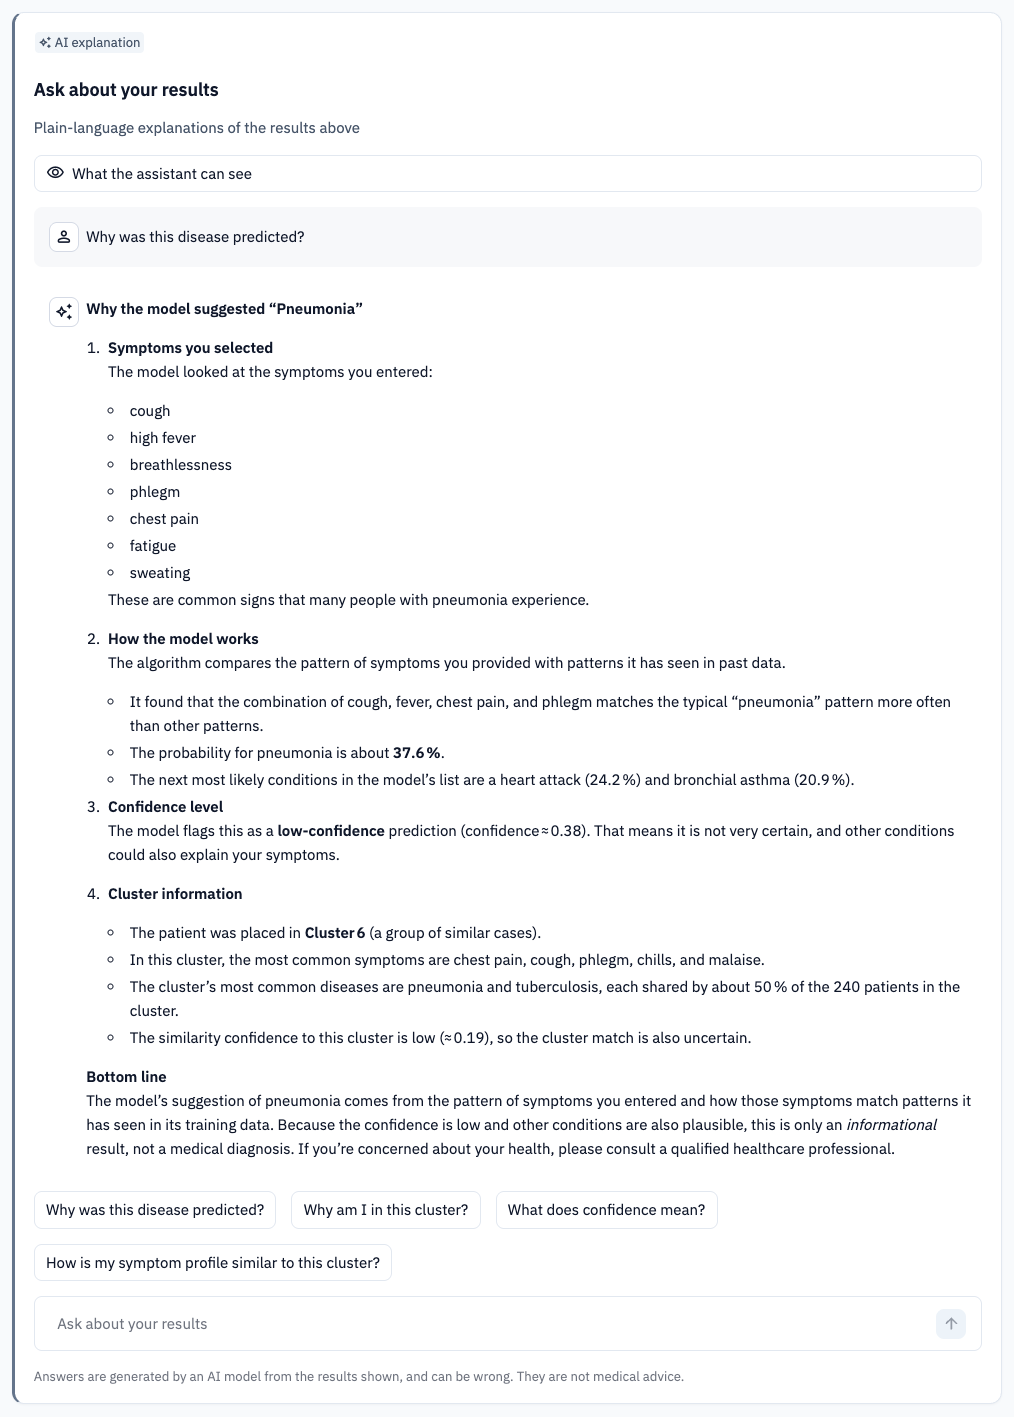 AI explanation
Ask about your results
Plain-language explanations of the results above
What the assistant can see
Why was this disease predicted?
Why the model suggested “Pneumonia”
1. Symptoms you selected
The model looked at the symptoms you entered:
cough
high fever
breathlessness
phlegm
chest pain
fatigue
sweating
These are common signs that many people with pneumonia experience.
2. How the model works
The algorithm compares the pattern of symptoms you provided with patterns it has seen in past data.
It found that the combination of cough, fever, chest pain, and phlegm matches the typical “pneumonia” pattern more often
than other patterns.
The probability for pneumonia is about 37.6 %.
The next most likely conditions in the model’s list are a heart attack (24.2 %) and bronchial asthma (20.9 %).
3. Confidence level
The model flags this as a low-confidence prediction (confidence ≈ 0.38). That means it is not very certain, and other conditions
could also explain your symptoms.
4. Cluster information
The patient was placed in Cluster 6 (a group of similar cases).
In this cluster, the most common symptoms are chest pain, cough, phlegm, chills, and malaise.
The cluster’s most common diseases are pneumonia and tuberculosis, each shared by about 50 % of the 240 patients in the
cluster.
The similarity confidence to this cluster is low (≈ 0.19), so the cluster match is also uncertain.
Bottom line
The model’s suggestion of pneumonia comes from the pattern of symptoms you entered and how those symptoms match patterns it
has seen in its training data. Because the confidence is low and other conditions are also plausible, this is only an informational
result, not a medical diagnosis. If you’re concerned about your health, please consult a qualified healthcare professional.
Why was this disease predicted?
Why am I in this cluster?
What does confidence mean?
How is my symptom profile similar to this cluster?
Ask about your results
Answers are generated by an AI model from the results shown, and can be wrong. They are not medical advice.